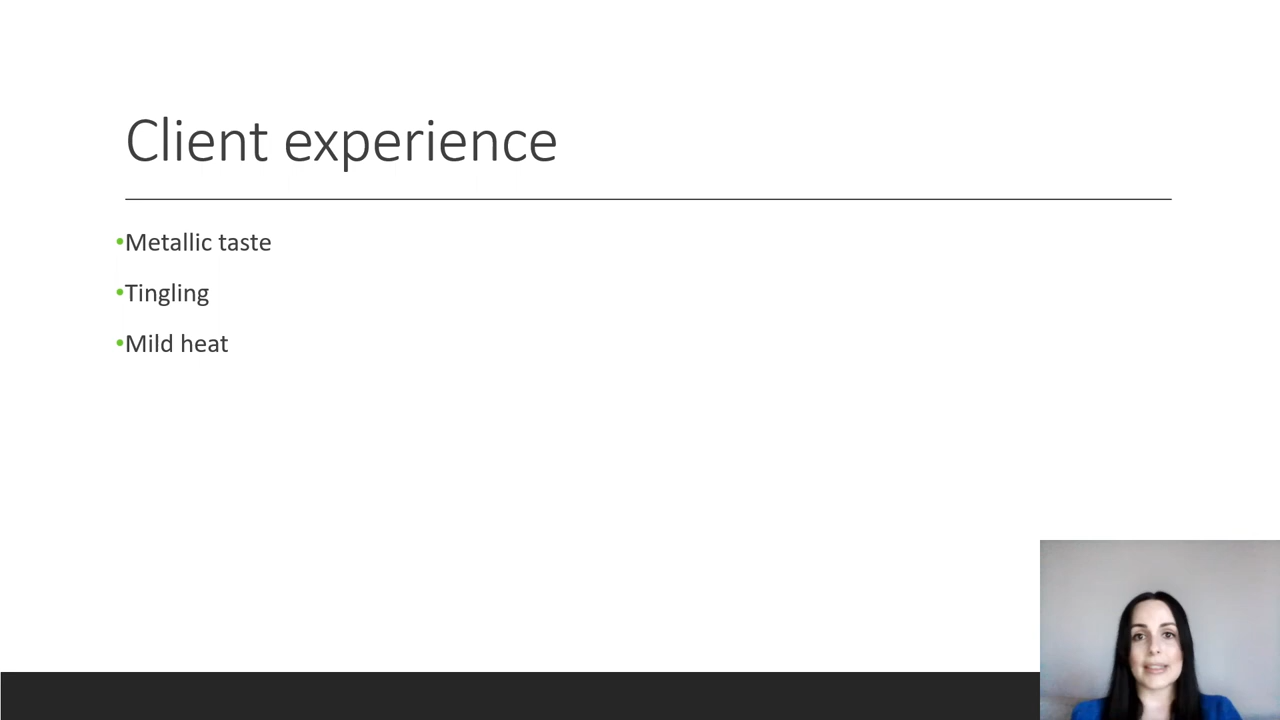 Client experience
•Metallic taste
•Tingling
•Mild heat